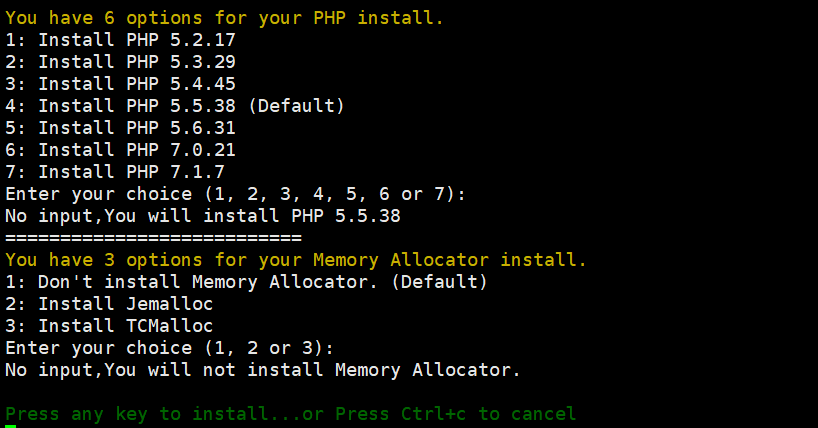 You have 6 options for your PHP install.
1: Install PHP 5.2.17
2: Install PHP 5.3.29
3: Install PHP 5.4.45
4: Install PHP 5.5.38 (Default)
5: Install PHP 5.6.31
6: Install PHP 7.0.21
7: Install PHP 7.1.7
Enter your choice (1, 2, 3, 4, 5, 6 or 7):
No input,You will install PHP 5.5.38
===========================
You have 3 options for your Memory Allocator install.
1: Don't install Memory Allocator. (Default)
2: Install Jemalloc
3: Install TCMalloc
Enter your choice (1, 2 or 3):
No input,You will not install Memory Allocator.
Press any key to install...or Press Ctrl+c to cancel